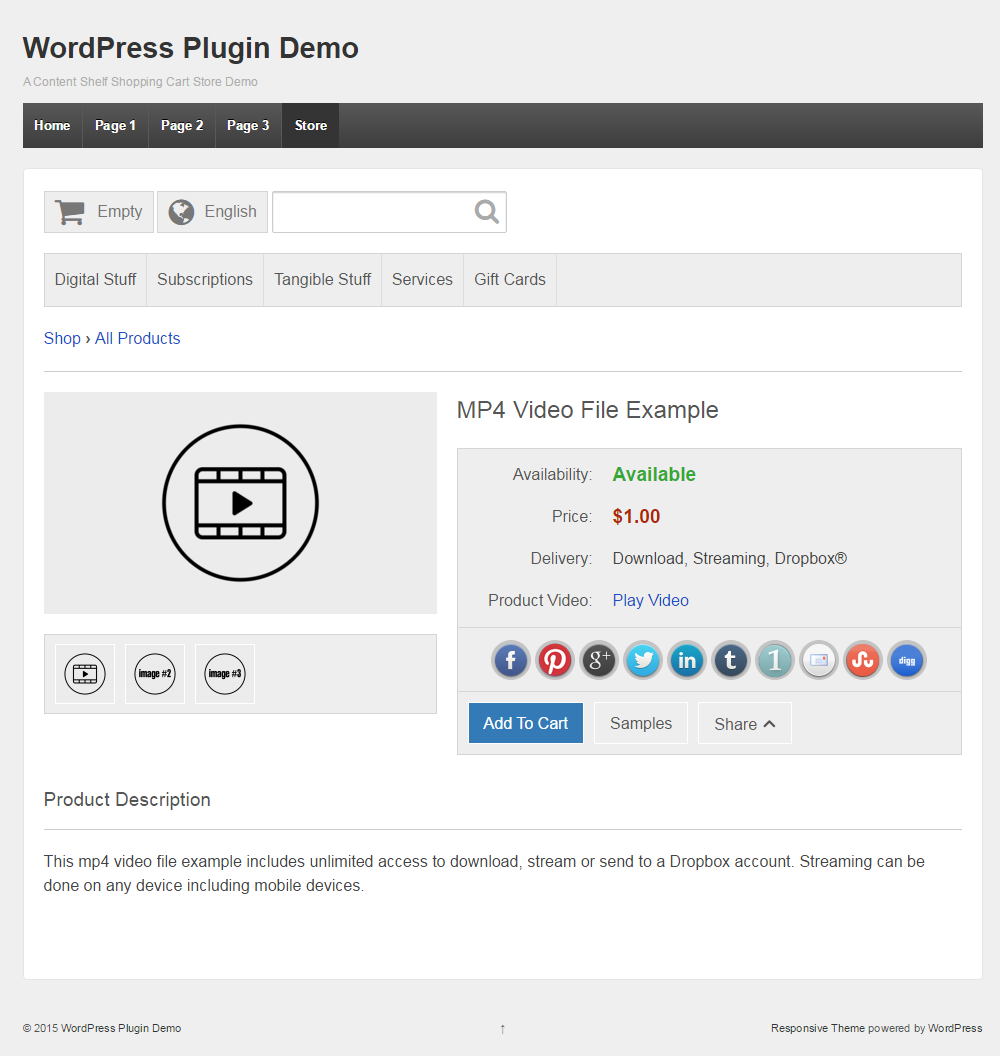 WordPress Plugin Demo
A Content Shelf Shopping Cart Store Demo
Home Page 1 Page 2 Page 3 Store
Empty English
Digital Stuff Subscriptions Tangible Stuff Services Gift Cards
Shop › All Products
MP4 Video File Example
Availability: Available
Price: $1.00
Delivery: Download, Streaming, Dropbox®
Product Video: Play Video
image #2 image #3
f g+ in t 1 digg
Add To Cart Samples Share
Product Description
This mp4 video file example includes unlimited access to download, stream or send to a Dropbox account. Streaming can be
done on any device including mobile devices.
© 2015 WordPress Plugin Demo ↑ Responsive Theme powered by WordPress